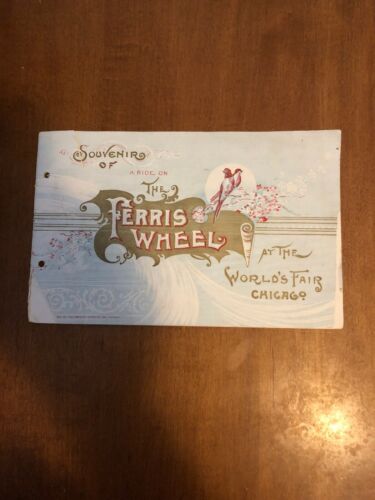 SOUVENIR
OF
A RIDE ON
THE
FERRIS
WHEEL
AT THE
WORLD'S FAIR
CHICAGO